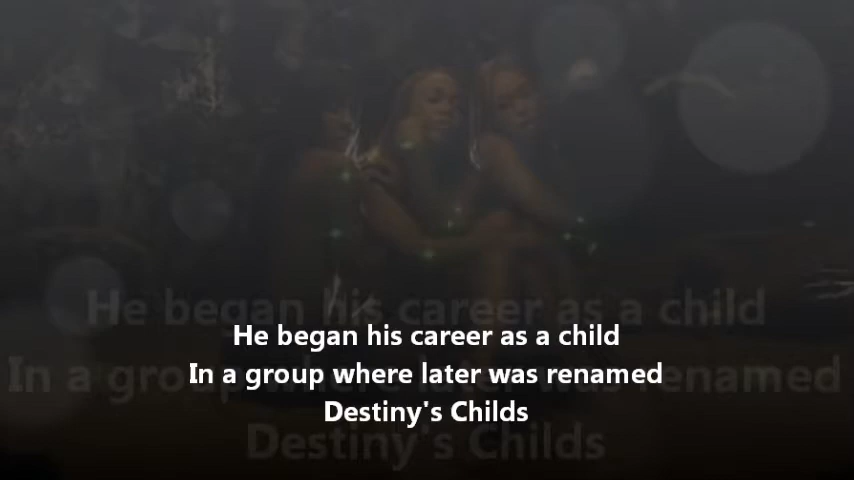 He began his career as a child
In a group where later was renamed
Destiny's Childs